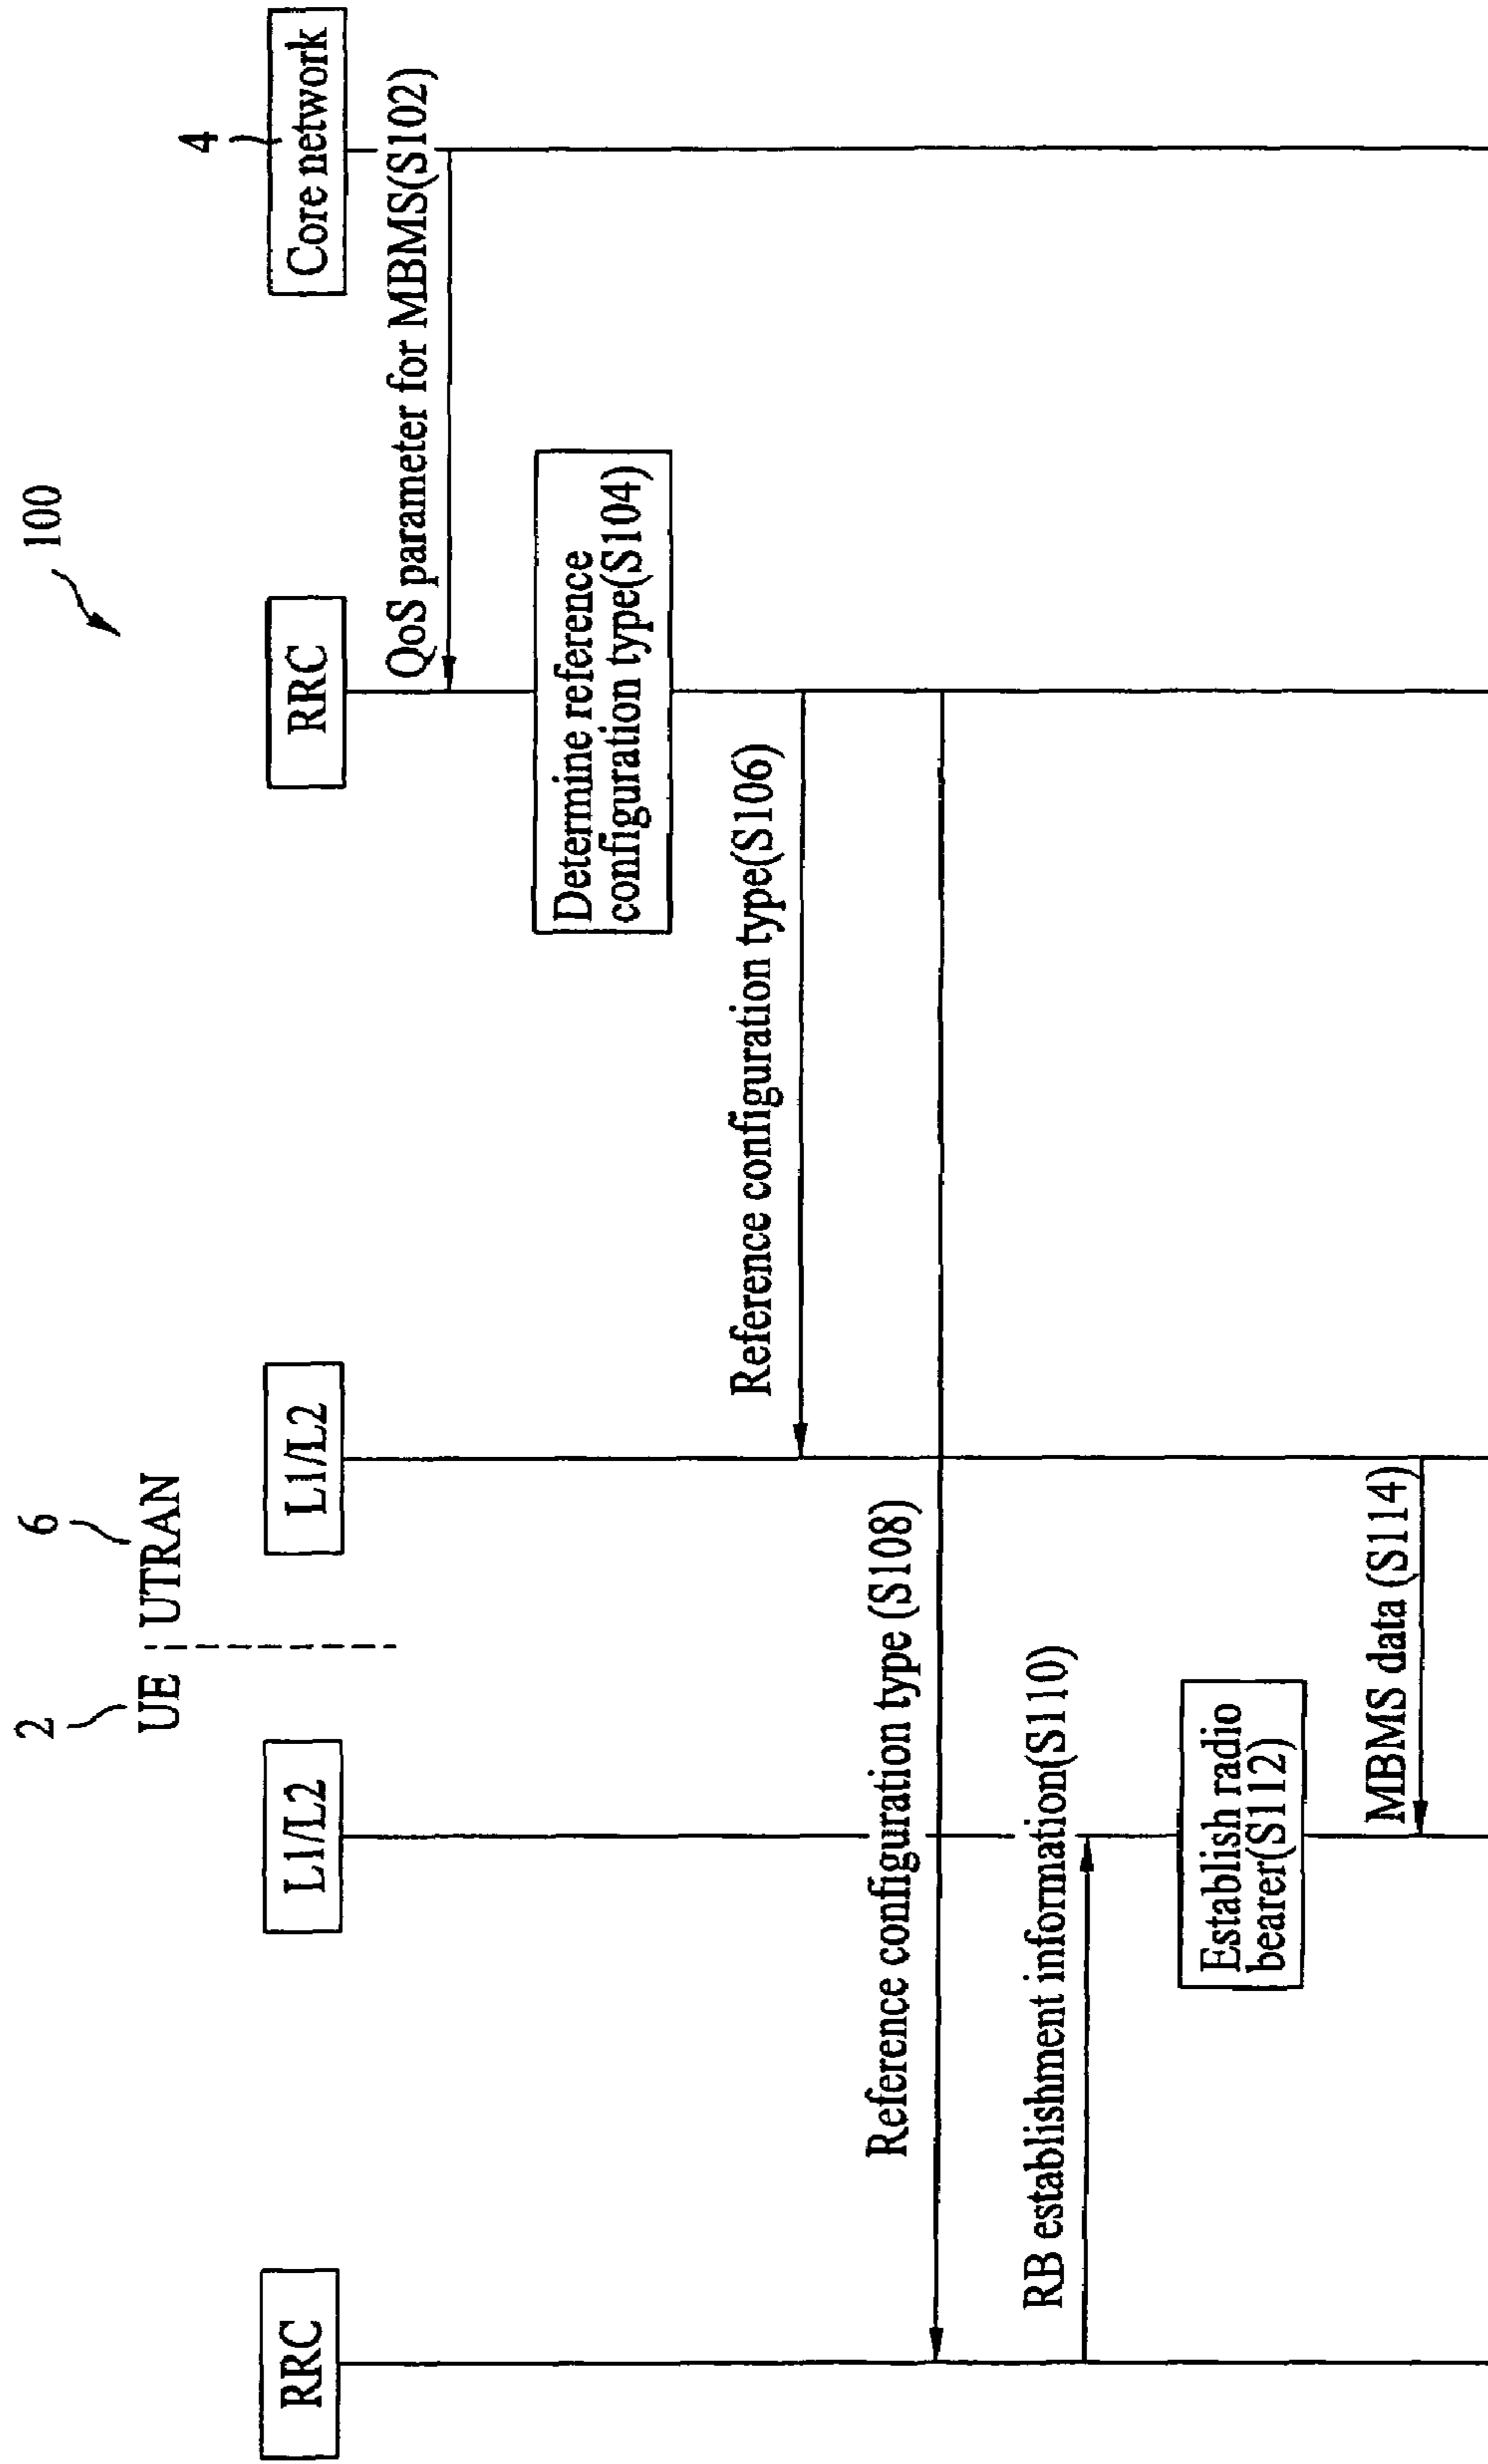 100
2
6
UE
UTRAN
4
RRC
L1/L2
L1/L2
RRC
Core network
QoS parameter for MBMS(S102)
Determine reference
configuration type(S104)
Reference configuration type(S106)
Reference configuration type (S108)
RB establishment information(S110)
Establish radio
bearer(S112)
MBMS data (S114)